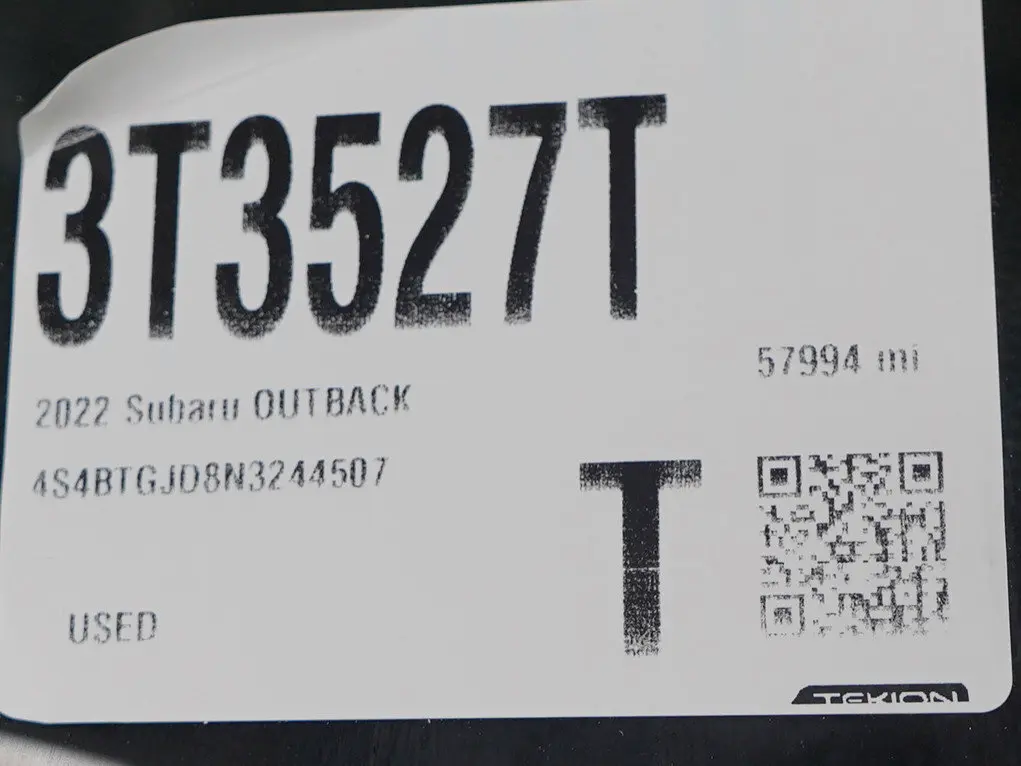 3T3527T
57994 mi
2022 Subaru OUTBACK
4S4BTGJD8N3244507
T
USED
TEKION